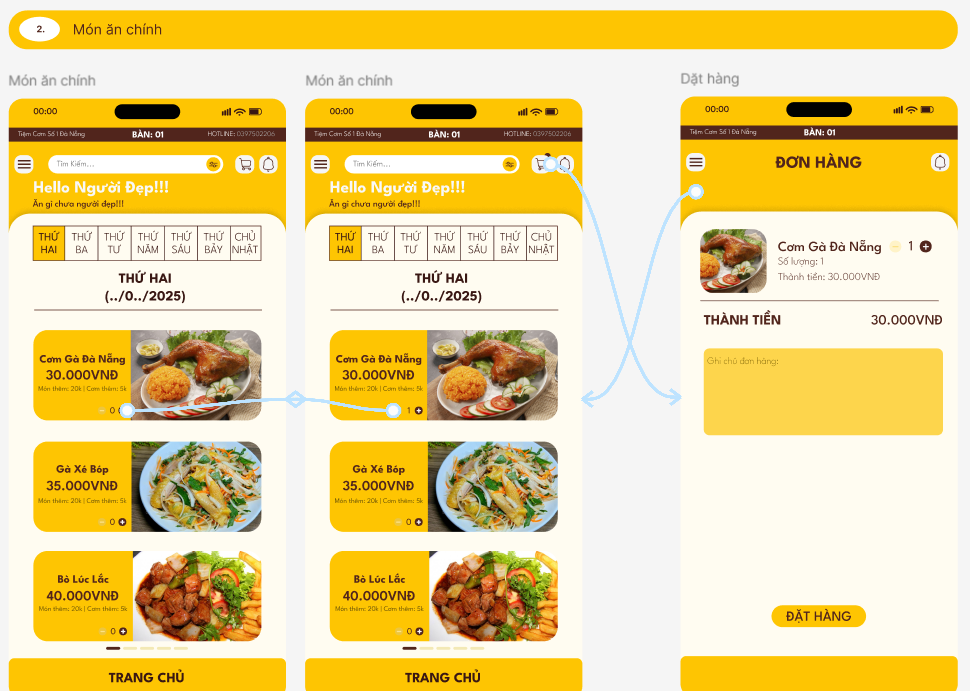 2.
Món ăn chính
Món ăn chính
00:00
Tiệm Cơm Số 1 Đà Nẵng
BÀN: 01
HOTLINE: 0397502206
Tìm Kiếm...
Hello Người Đẹp!!!
Ăn gì chưa người đẹp!!!
THỨ HAI
THỨ BA
THỨ TƯ
THỨ NĂM
THỨ SÁU
THỨ BẢY
CHỦ NHẬT
THỨ HAI
(../0../2025)
Cơm Gà Đà Nẵng
30.000VNĐ
Món thêm: 20k | Cơm thêm: 5k
0
Gà Xé Bóp
35.000VNĐ
Món thêm: 20k | Cơm thêm: 5k
0
Bò Lúc Lắc
40.000VNĐ
Món thêm: 20k | Cơm thêm: 5k
0
TRANG CHỦ
Món ăn chính
00:00
Tiệm Cơm Số 1 Đà Nẵng
BÀN: 01
HOTLINE: 0397502206
Tìm Kiếm...
Hello Người Đẹp!!!
Ăn gì chưa người đẹp!!!
THỨ HAI
THỨ BA
THỨ TƯ
THỨ NĂM
THỨ SÁU
THỨ BẢY
CHỦ NHẬT
THỨ HAI
(../0../2025)
Cơm Gà Đà Nẵng
30.000VNĐ
Món thêm: 20k | Cơm thêm: 5k
1
Gà Xé Bóp
35.000VNĐ
Món thêm: 20k | Cơm thêm: 5k
0
Bò Lúc Lắc
40.000VNĐ
Món thêm: 20k | Cơm thêm: 5k
0
TRANG CHỦ
Dặt hàng
00:00
Tiệm Cơm Số 1 Đà Nẵng
BÀN: 01
ĐƠN HÀNG
Cơm Gà Đà Nẵng
1
Số lượng: 1
Thành tiền: 30.000VNĐ
THÀNH TIỀN 30.000VNĐ
Ghi chú đơn hàng:
ĐẶT HÀNG